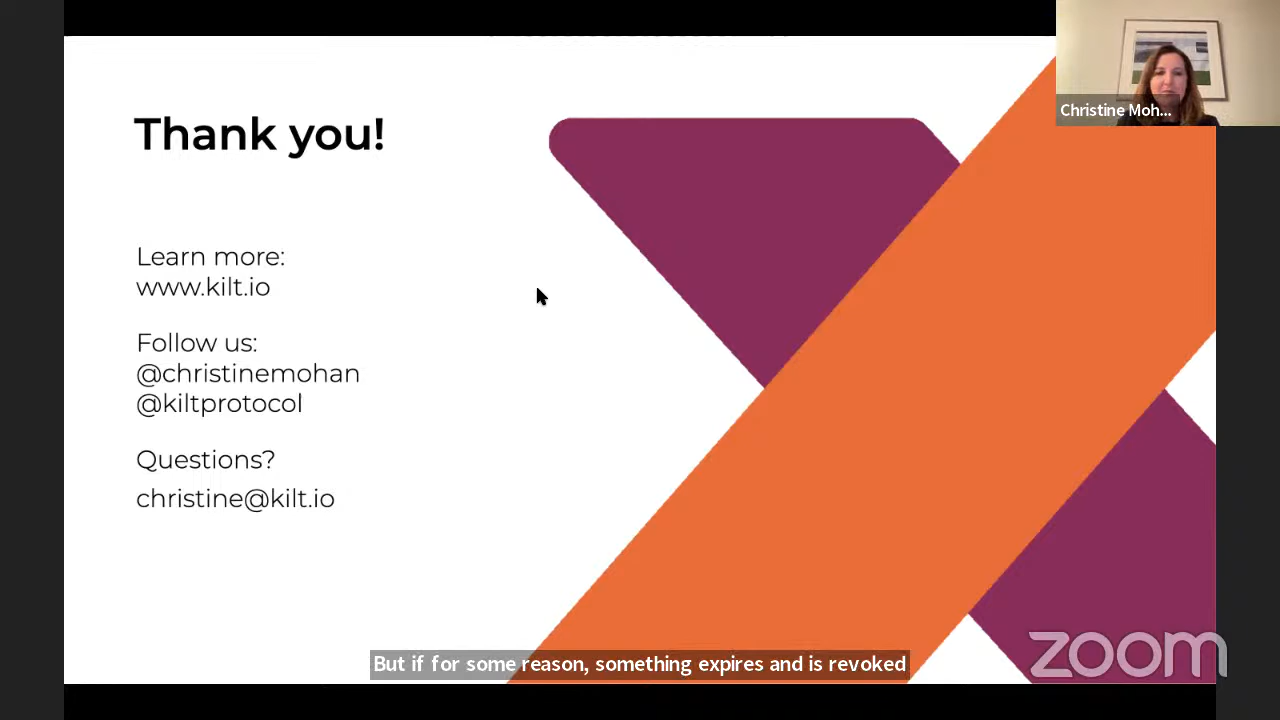 Thank you!
Learn more:
www.kilt.io
Follow us:
@christinemohan
@kiltprotocol
Questions?
christine@kilt.io
Christine Moh...
But if for some reason, something expires and is revoked
zoom